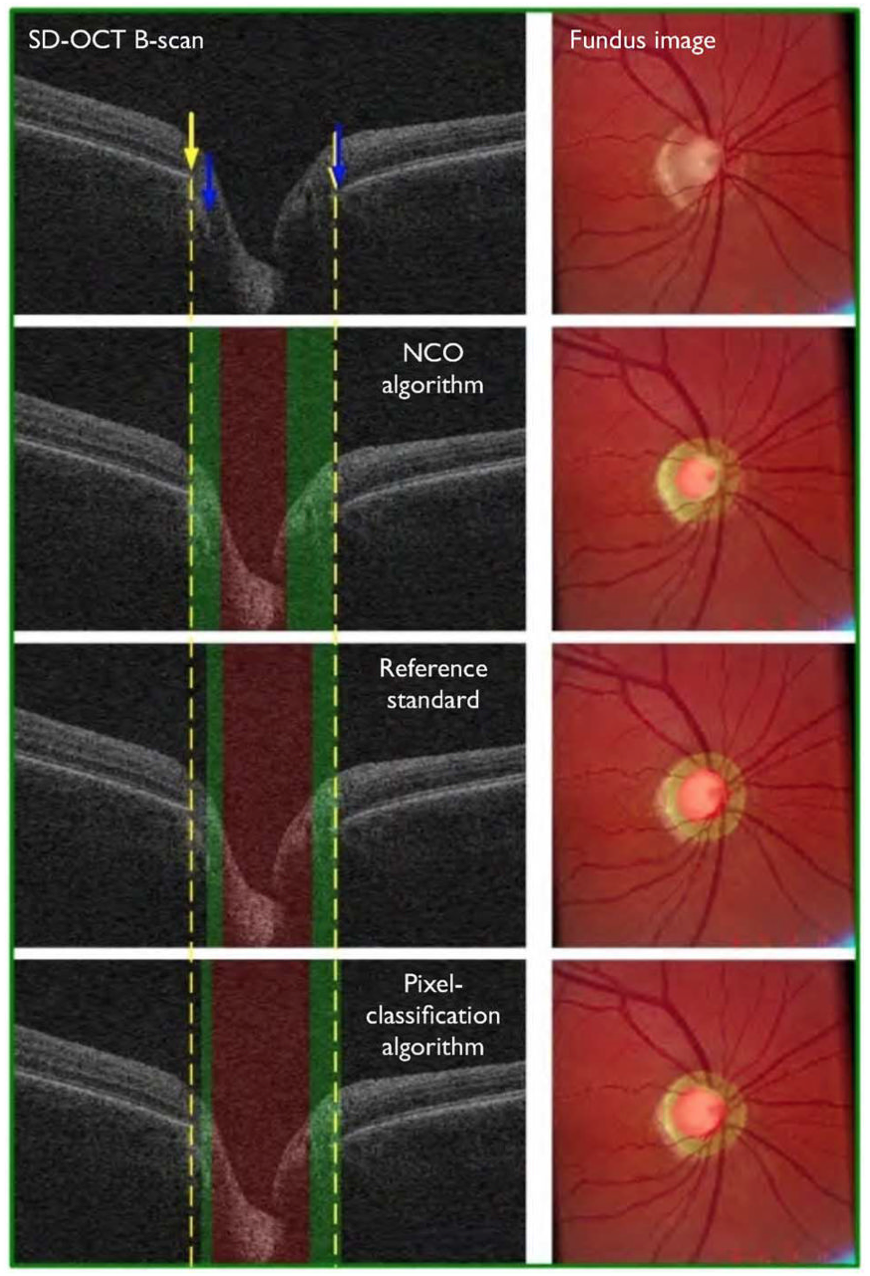 SD-OCT B-scan
Fundus image
NCO
algorithm
Reference
standard
Pixel-
classification
algorithm